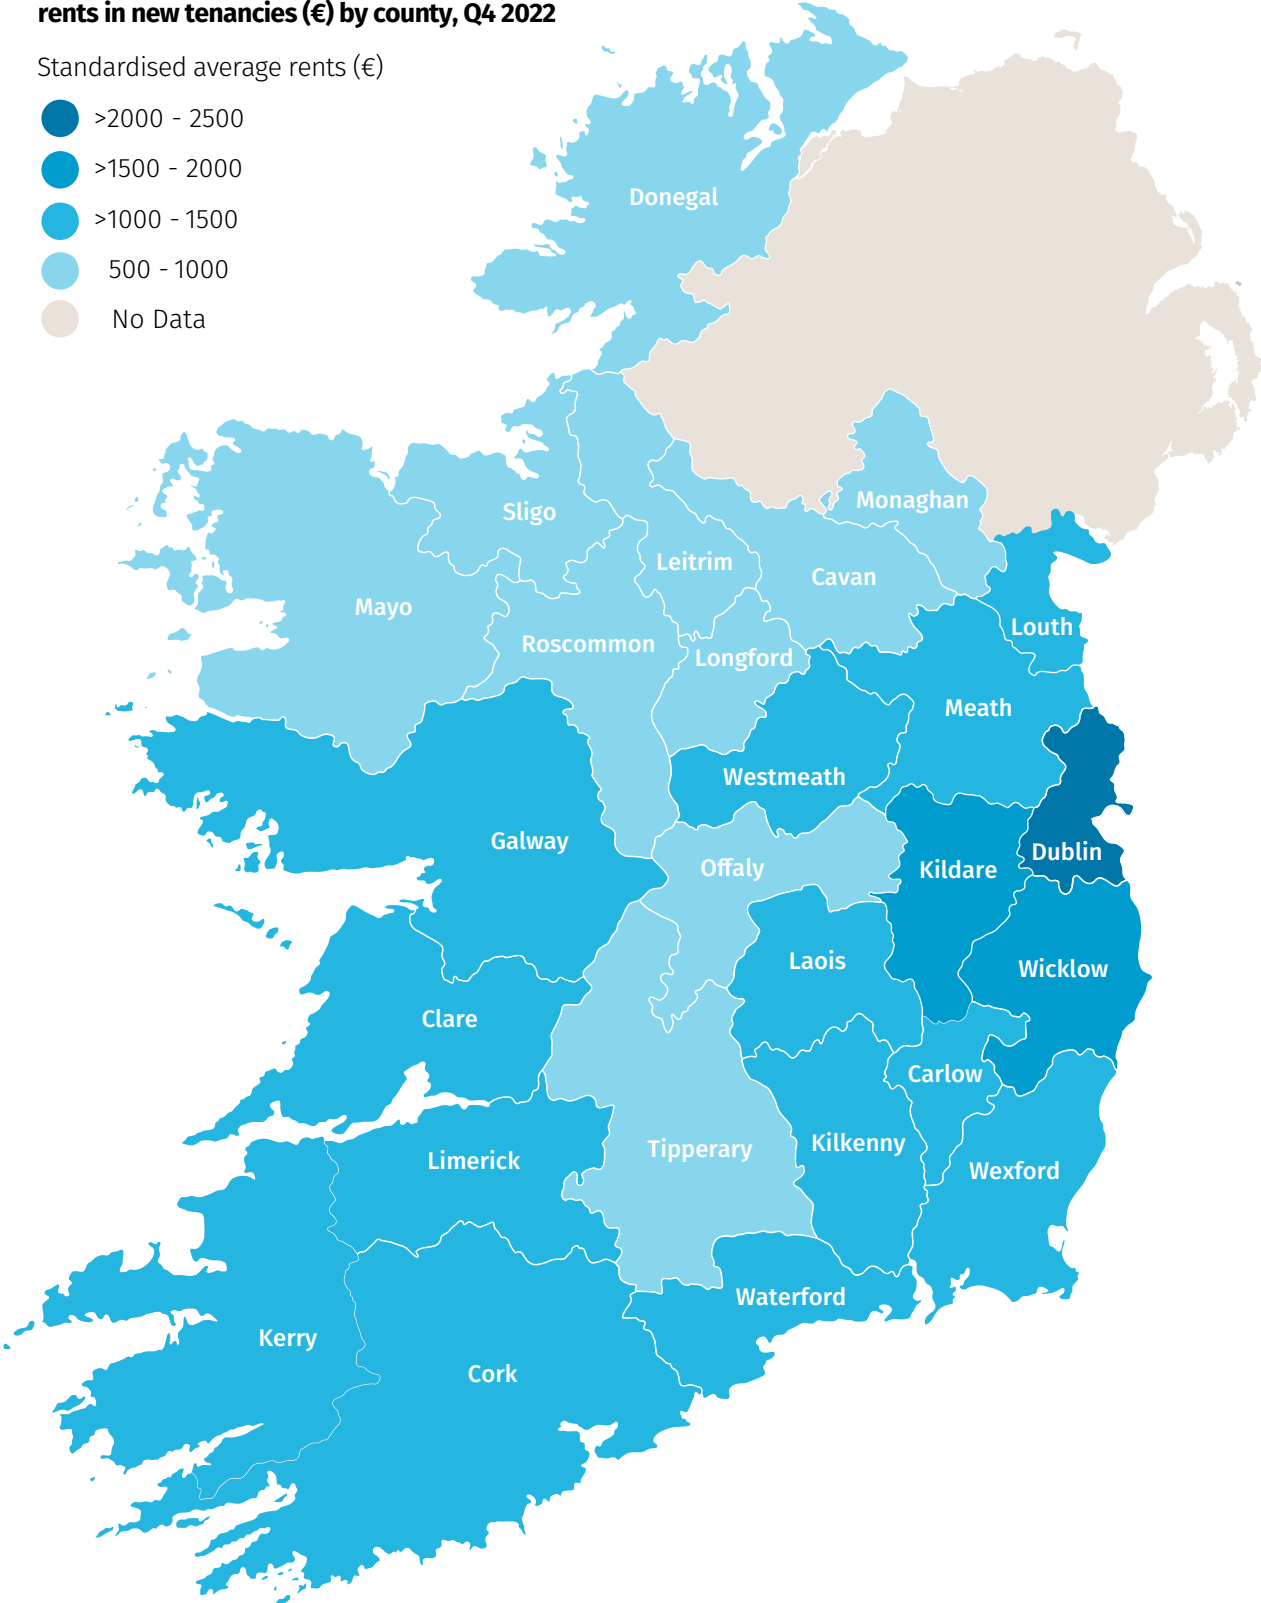 rents in new tenancies (€) by county, Q4 2022
Standardised average rents (€)
>2000 - 2500
>1500 - 2000
>1000 - 1500
500 - 1000
No Data
Donegal
Monaghan
Sligo
Leitrim
Cavan
Mayo
Louth
Roscommon
Longford
Meath
Westmeath
Galway
Dublin
Offaly
Kildare
Laois
Wicklow
Clare
Carlow
Kilkenny
Tipperary
Limerick
Wexford
Waterford
Kerry
Cork